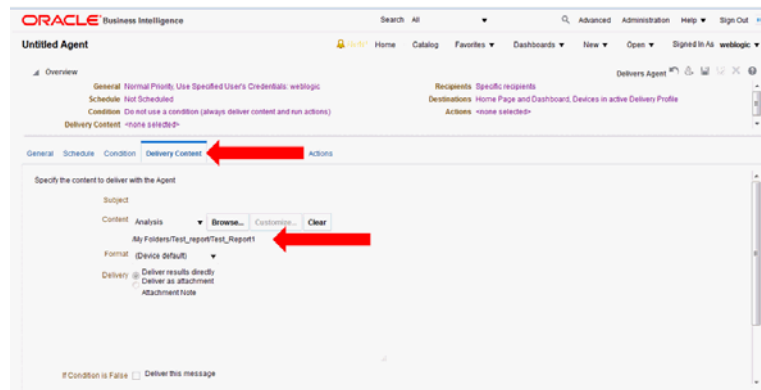 ORACLE Business Intelligence Search All Advanced Administration Help Sign Out
Untitled Agent Home Catalog Favorites Dashboards New Open Signed In As weblogic
Overview Delivers Agent
General Normal Priority, Use Specified User's Credentials: weblogic Recipients Specific recipients
Schedule Not Scheduled Destinations Home Page and Dashboard, Devices in active Delivery Profile
Condition Do not use a condition (always deliver content and run actions) Actions <none selected>
Delivery Content <none selected>
General Schedule Condition Delivery Content Actions
Specify the content to deliver with the Agent
Subject
Content Analysis Browse... Customise... Clear
/My Folders/Test_report/Test_Report1
Format (Device default)
Delivery Deliver results directly
Deliver as attachment
Attachment Note
If Condition is False Deliver this message